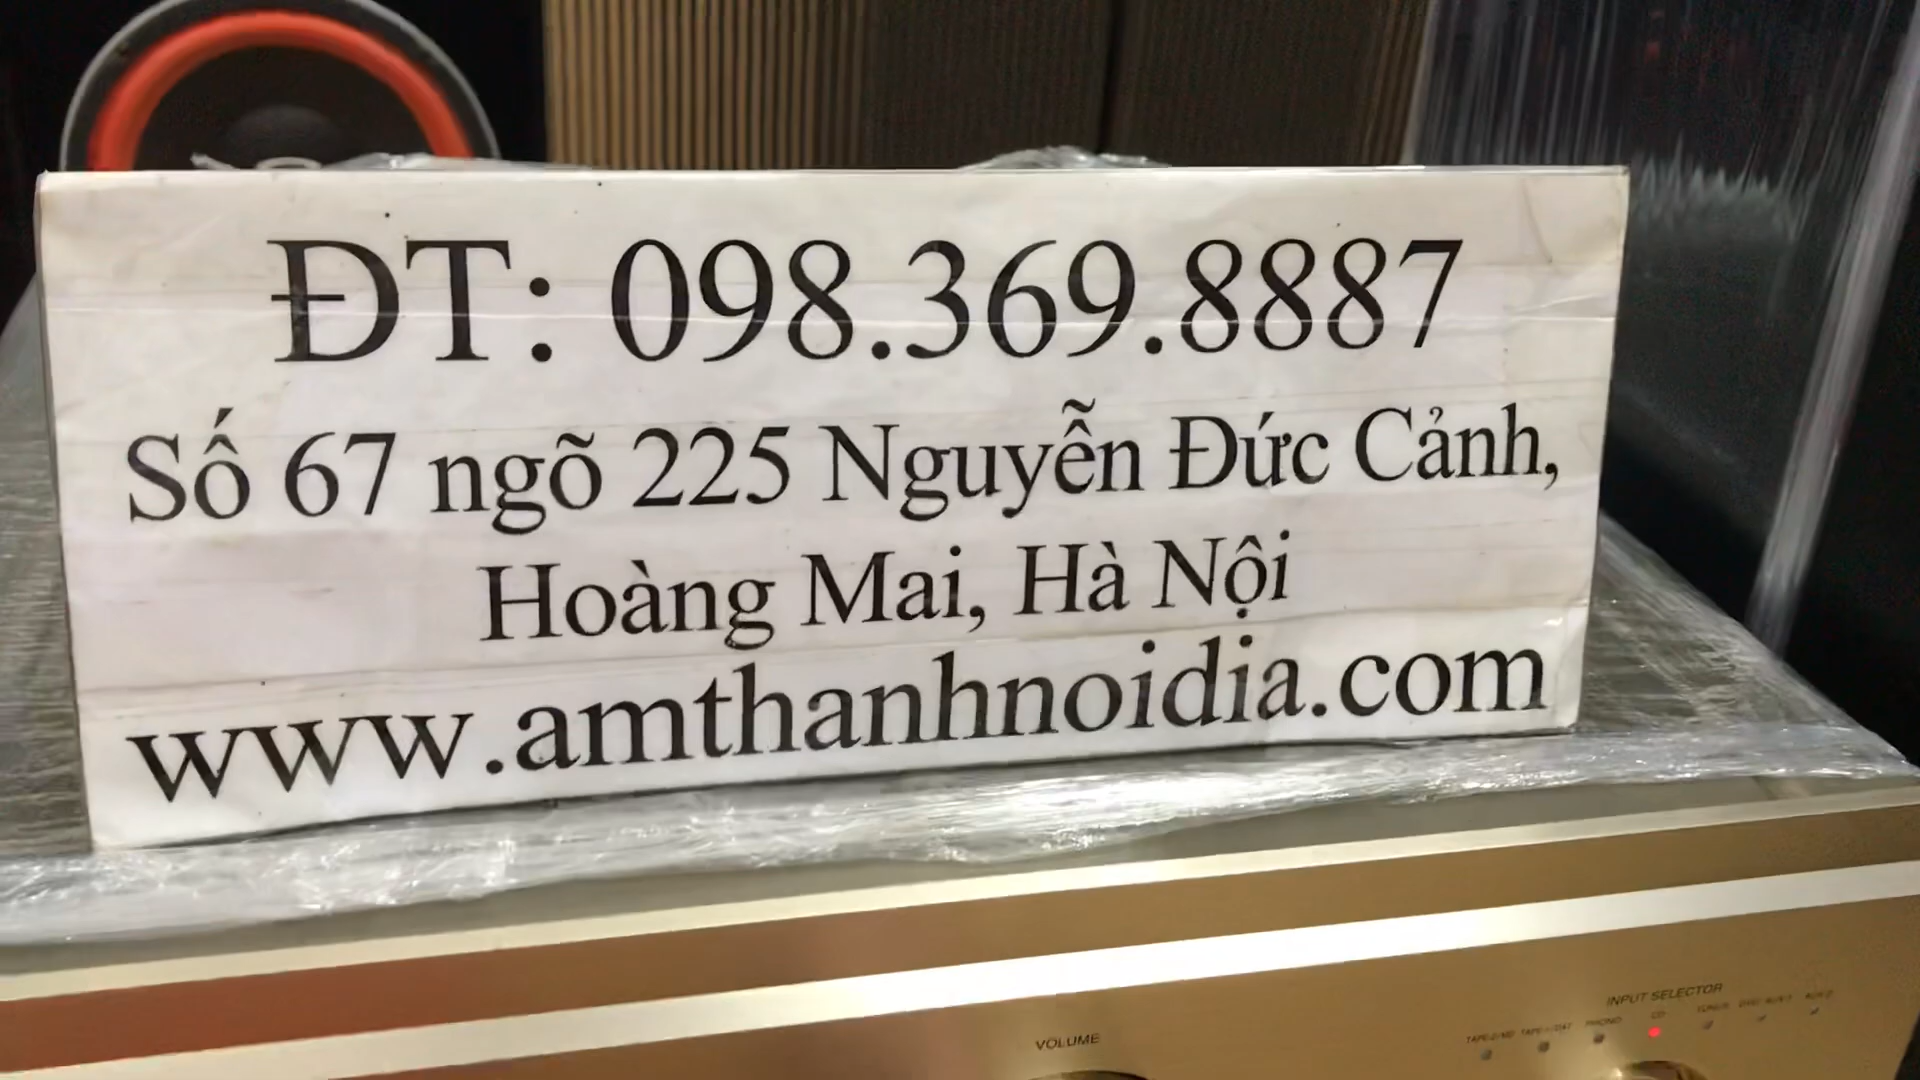 ĐT: 098.369.8887
Số 67 ngõ 225 Nguyễn Đức Cảnh,
Hoàng Mai, Hà Nội
www.amthanhnoidia.com
INPUT SELECTOR
PHONO CD TUNER
VOLUME